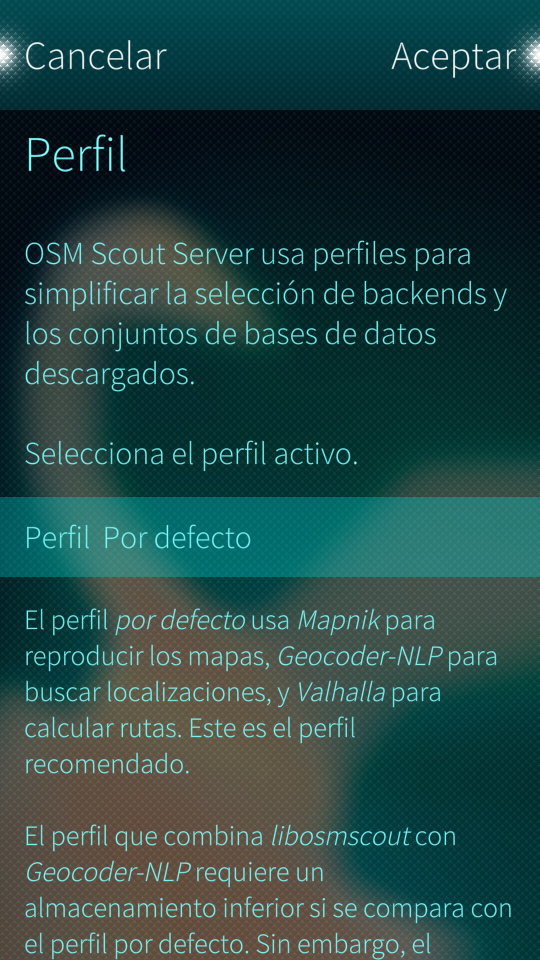 Cancelar
Aceptar
Perfil
OSM Scout Server usa perfiles para
simplificar la selección de backends y
los conjuntos de bases de datos
descargados.
Selecciona el perfil activo.
Perfil Por defecto
El perfil por defecto usa Mapnik para
reproducir los mapas, Geocoder-NLP para
buscar localizaciones, y Valhalla para
calcular rutas. Este es el perfil
recomendado.
El perfil que combina libosmscout con
Geocoder-NLP requiere un
almacenamiento inferior si se compara con
el perfil por defecto. Sin embargo, el